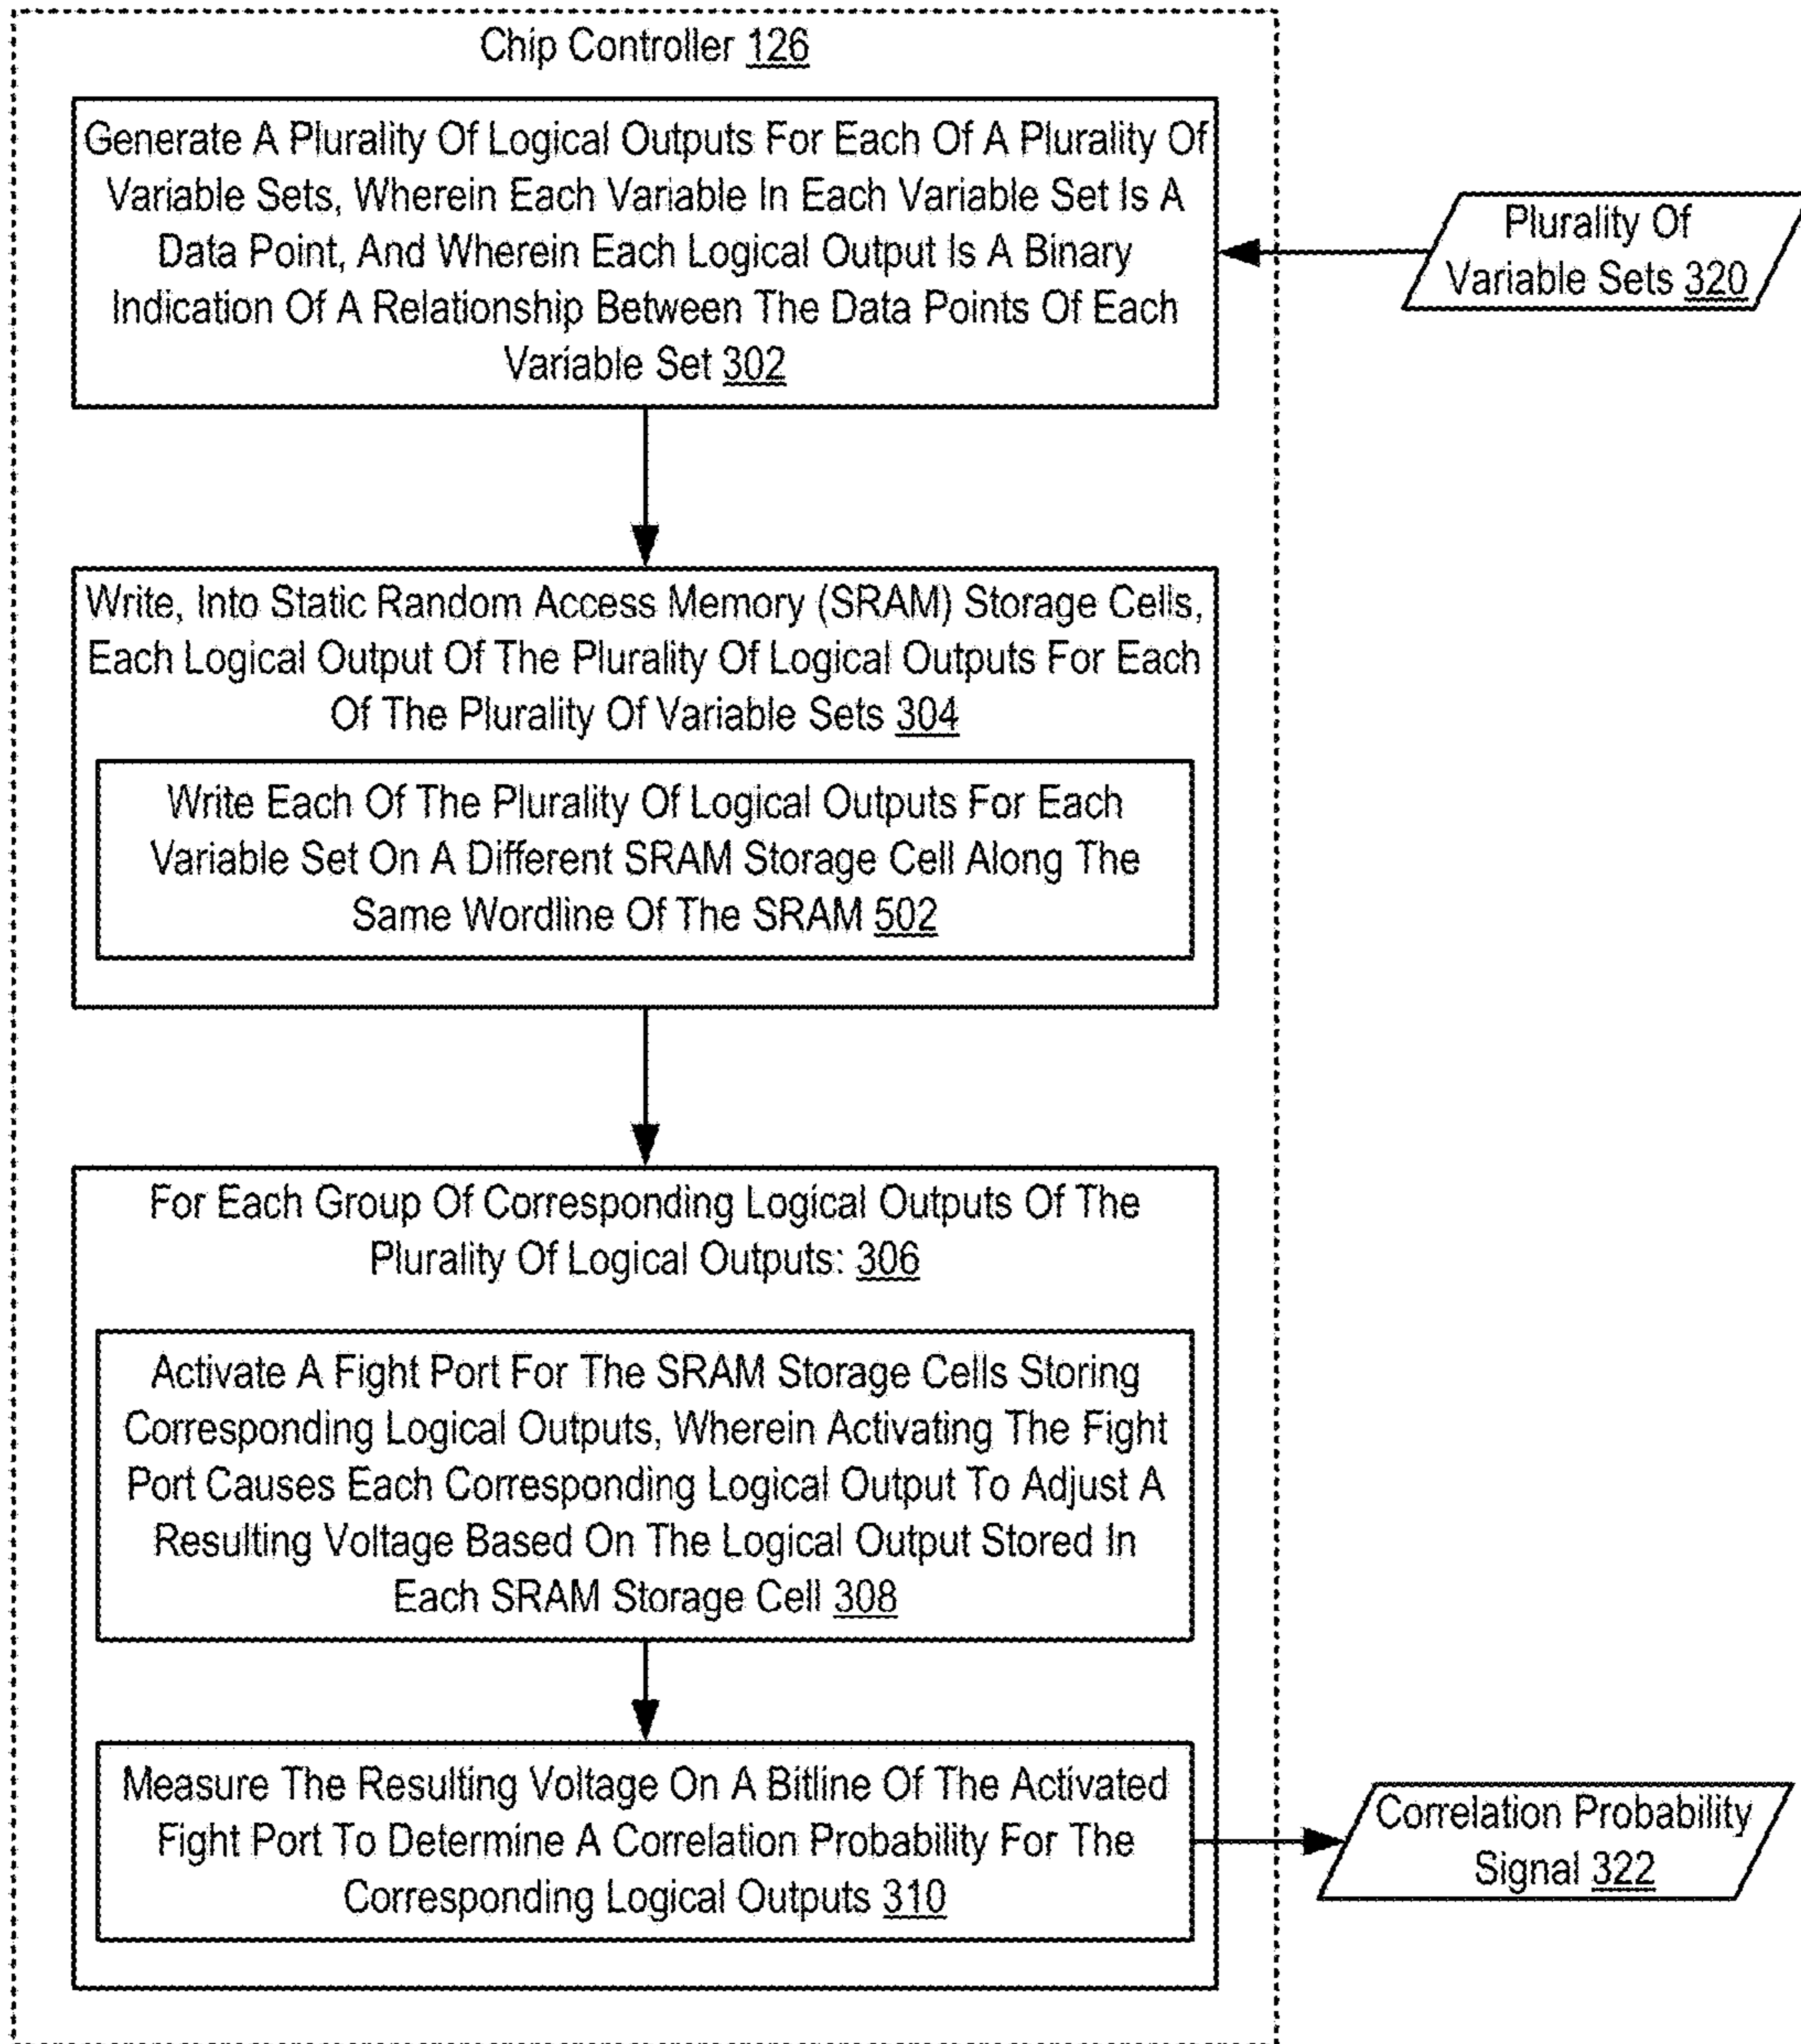 Chip Controller 126
Generate A Plurality Of Logical Outputs For Each Of A Plurality Of
Variable Sets, Wherein Each Variable In Each Variable Set Is A
Data Point, And Wherein Each Logical Output Is A Binary
Indication Of A Relationship Between The Data Points Of Each
Variable Set 302
Plurality Of
Variable Sets 320
Write, Into Static Random Access Memory (SRAM) Storage Cells,
Each Logical Output Of The Plurality Of Logical Outputs For Each
Of The Plurality Of Variable Sets 304
Write Each Of The Plurality Of Logical Outputs For Each
Variable Set On A Different SRAM Storage Cell Along The
Same Wordline Of The SRAM 502
For Each Group Of Corresponding Logical Outputs Of The
Plurality Of Logical Outputs: 306
Activate A Fight Port For The SRAM Storage Cells Storing
Corresponding Logical Outputs, Wherein Activating The Fight
Port Causes Each Corresponding Logical Output To Adjust A
Resulting Voltage Based On The Logical Output Stored In
Each SRAM Storage Cell 308
Measure The Resulting Voltage On A Bitline Of The Activated
Fight Port To Determine A Correlation Probability For The
Corresponding Logical Outputs 310
Correlation Probability
Signal 322